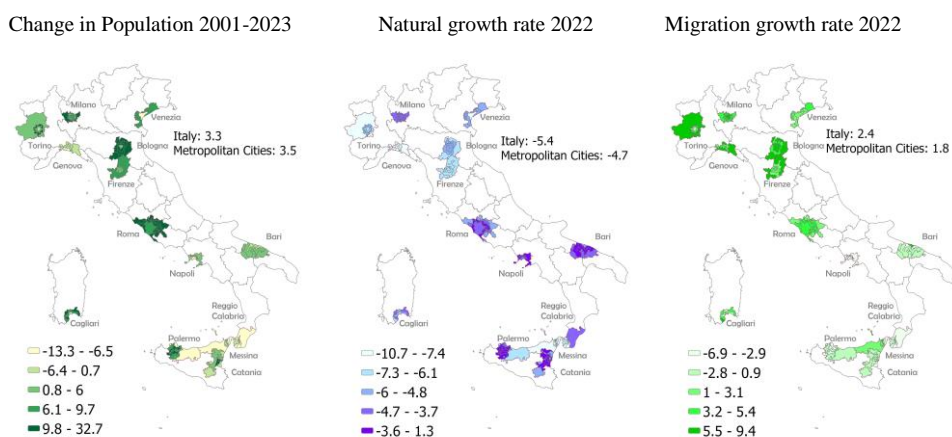 Change in Population 2001-2023
Natural growth rate 2022
Migration growth rate 2022
Milano
Venezia
Italy: 3.3
Metropolitan Cities: 3.5
Torino
Bologna
Genova
Firenze
Roma
Bari
Napoli
Cagliari
Reggio
Calabria
Palermo
Messina
Catania
-13.3 - -6.5
-6.4 - 0.7
0.8 - 6
6.1 - 9.7
9.8 - 32.7
Milano
Venezia
Italy: -5.4
Metropolitan Cities: -4.7
Torino
Bologna
Genova
Firenze
Roma
Bari
Napoli
Cagliari
Reggio
Calabria
Palermo
Messina
Catania
-10.7 - -7.4
-7.3 - -6.1
-6 - -4.8
-4.7 - -3.7
-3.6 - 1.3
Milano
Venezia
Italy: 2.4
Metropolitan Cities: 1.8
Torino
Bologna
Genova
Firenze
Roma
Bari
Napoli
Cagliari
Reggio
Calabria
Palermo
Messina
Catania
-6.9 - -2.9
-2.8 - 0.9
1 - 3.1
3.2 - 5.4
5.5 - 9.4